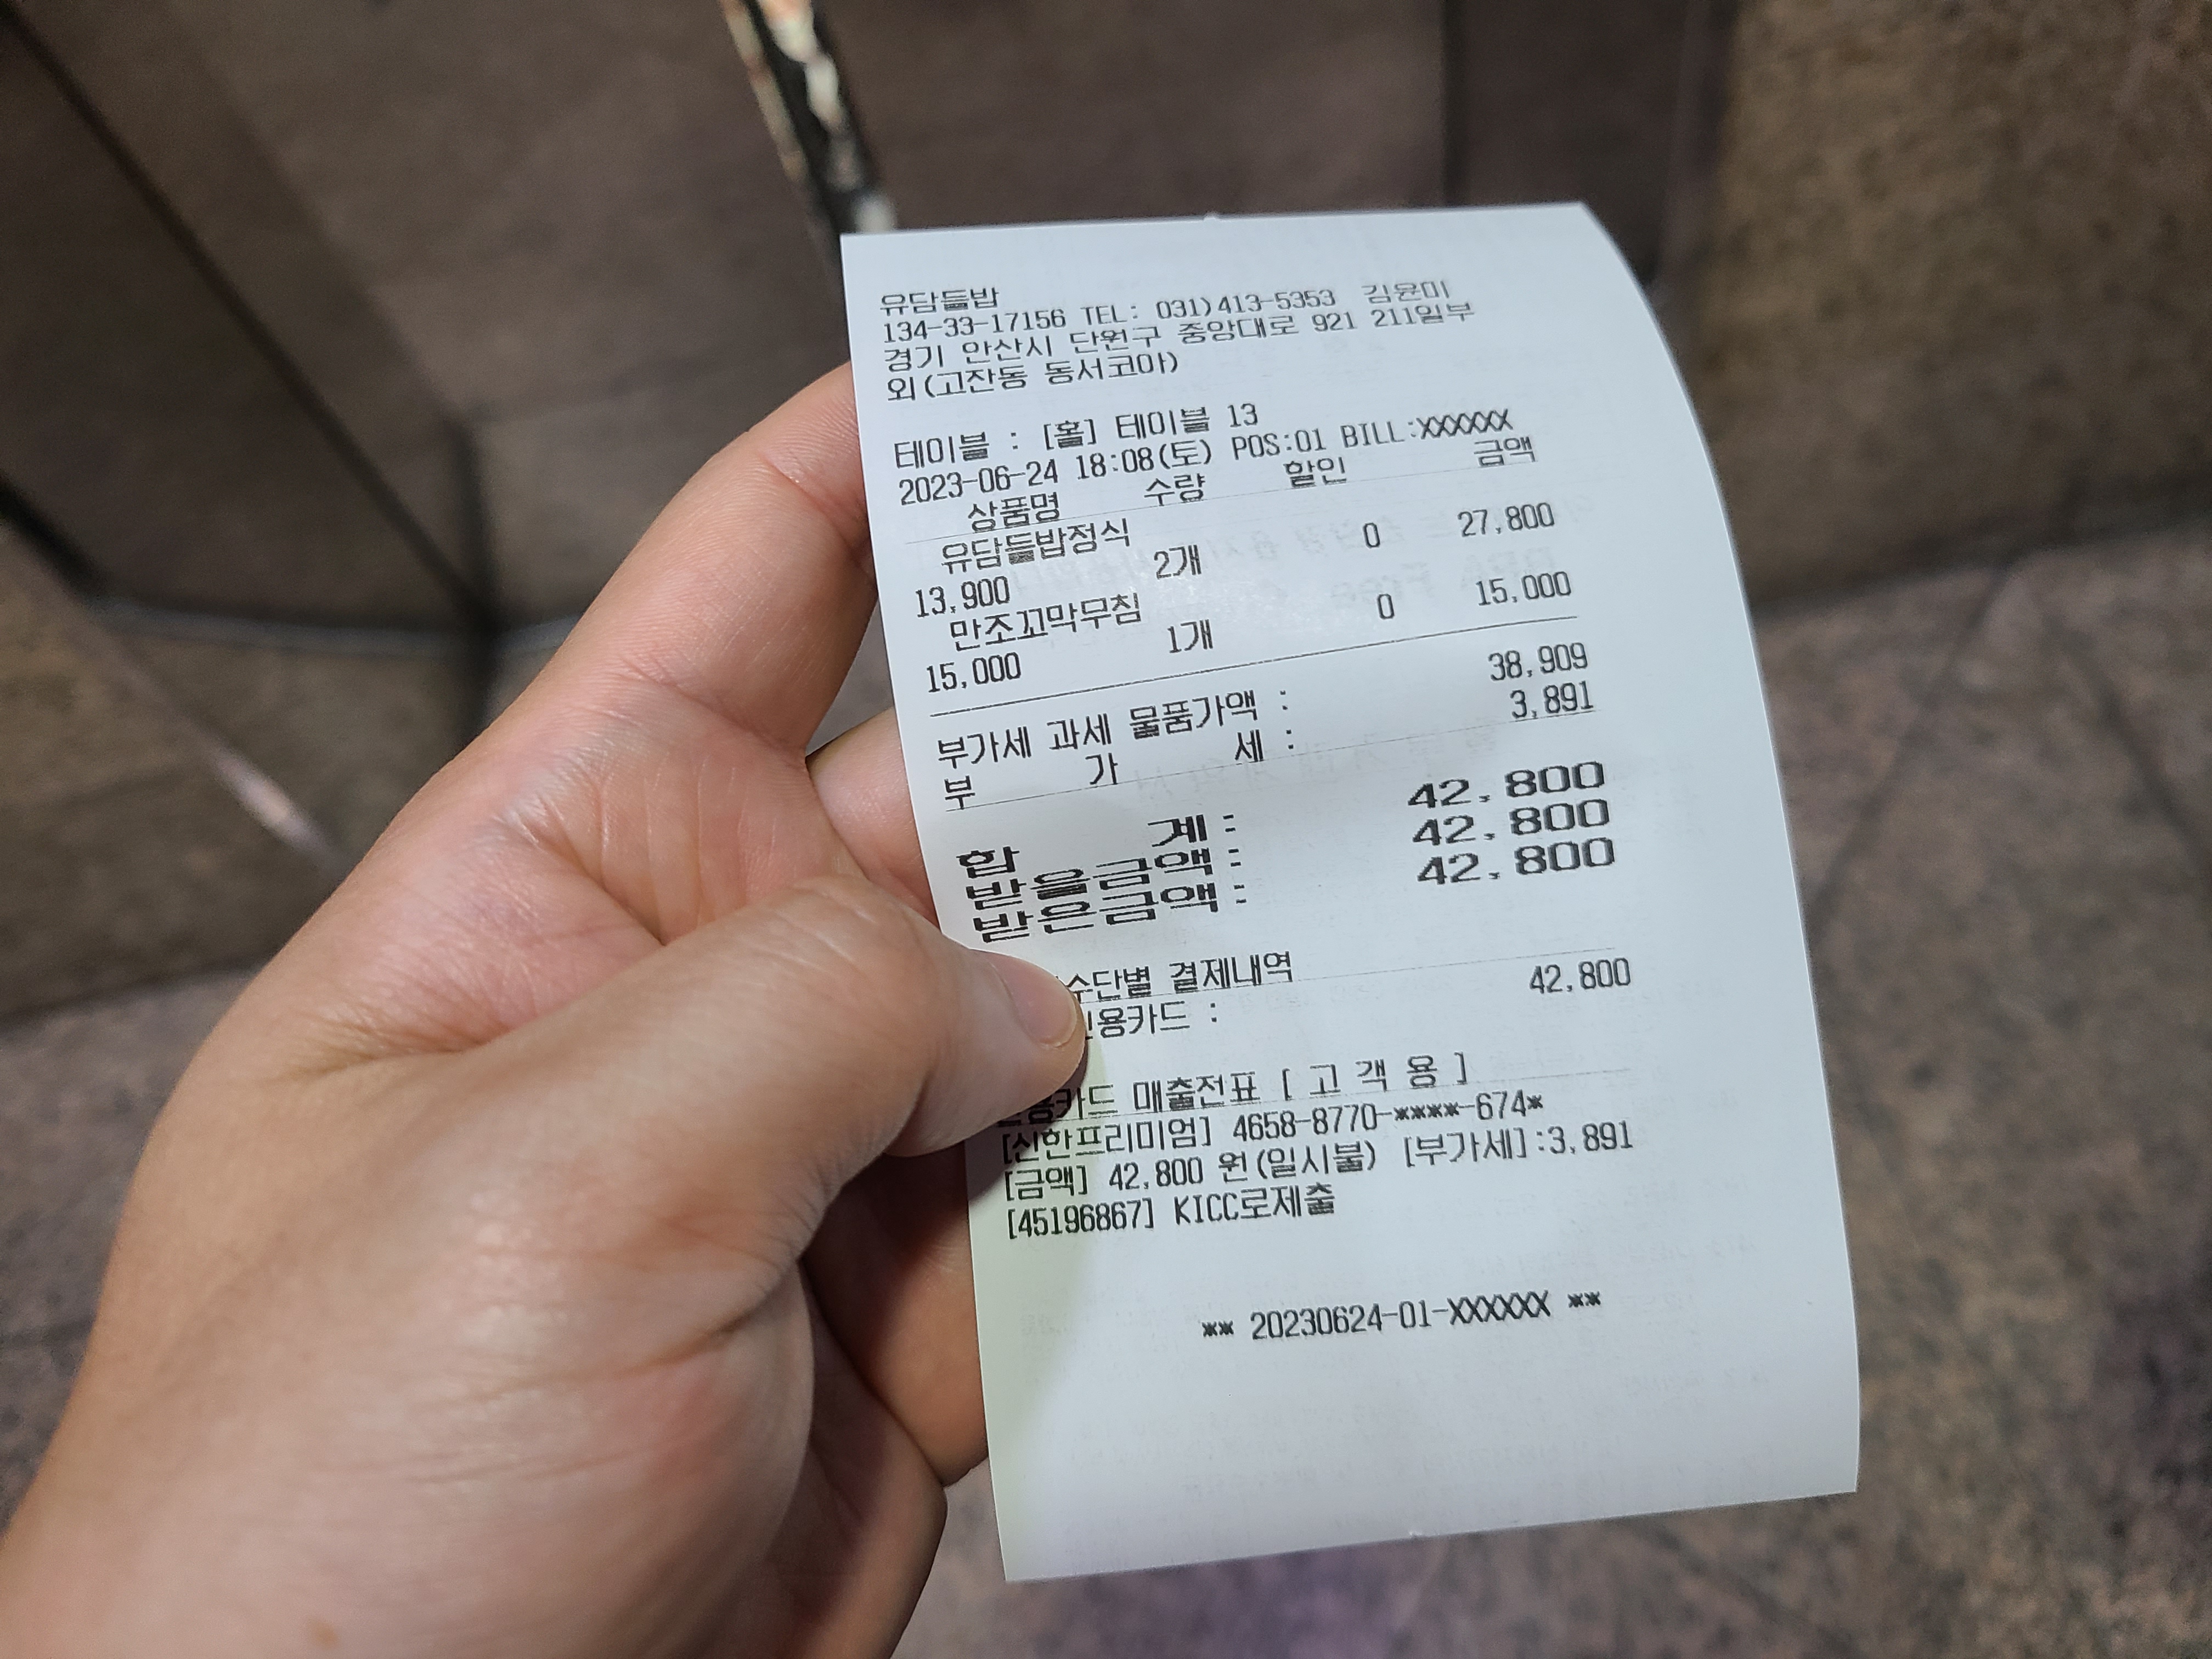 유담들밥
134-33-17156 TEL: 031)413-5353 김윤미
경기 안산시 단원구 중앙대로 921 211일부
외(고잔동 동서코아)
테이블 : [홀] 테이블 13
2023-06-24 18:08(토) POS:01 BILL:XXXXXX
상품명 수량 할인 금액
유담들밥정식
13,900 2개 0 27,800
만조꼬막무침
15,000 1개 0 15,000
부가세 과세 물품가액 : 38,909
부 가 세 : 3,891
합 계 : 42,800
받을금액 : 42,800
받은금액 : 42,800
수단별 결제내역
용카드 : 42,800
용카드 매출전표 [ 고 객 용 ]
[신한프리미엄] 4658-8770-****-674*
[금액] 42,800 원(일시불) [부가세]:3,891
[45196867] KICC로제출
** 20230624-01-XXXXXX **